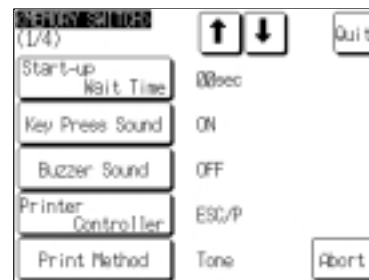 <MEMORY SWITCH>
(1/4)
↑ ↓ Quit
Start-up
Wait Time
00sec
Key Press Sound
ON
Buzzer Sound
OFF
Printer
Controller
ESC/P
Print Method
Tone
Abort